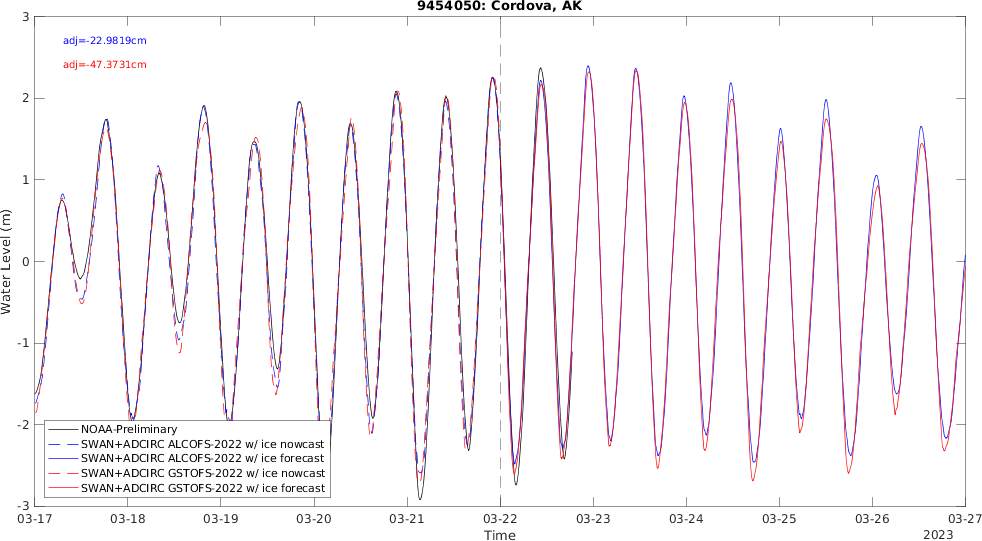 9454050: Cordova, AK
3
2
1
0
-1
-2
-3
Water Level (m)
adj=-22.9819cm
adj=-47.3731cm
NOAA-Preliminary
SWAN+ADCIRC ALCOFS-2022 w/ ice nowcast
SWAN+ADCIRC ALCOFS-2022 w/ ice forecast
SWAN+ADCIRC GSTOFS-2022 w/ ice nowcast
SWAN+ADCIRC GSTOFS-2022 w/ ice forecast
03-17 03-18 03-19 03-20 03-21 03-22 03-23 03-24 03-25 03-26 03-27
Time
2023